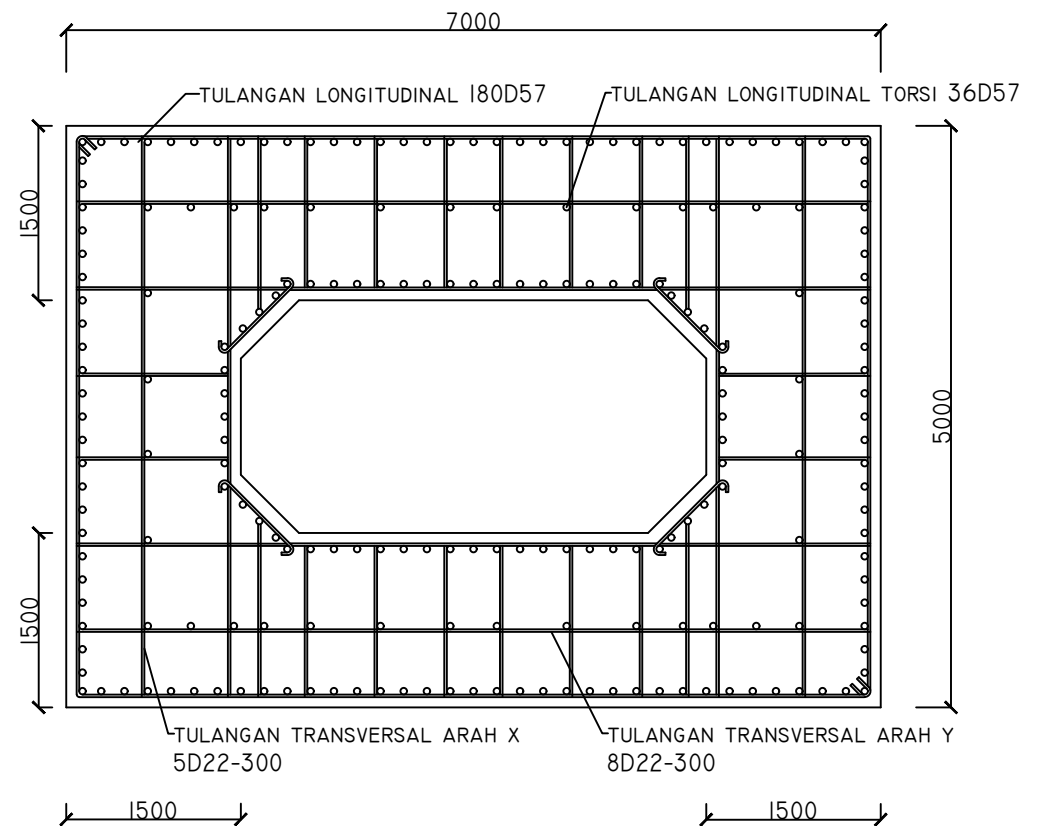 7000
TULANGAN LONGITUDINAL 180D57
TULANGAN LONGITUDINAL TORSI 36D57
1500
5000
1500
TULANGAN TRANSVERSAL ARAH X
5D22-300
TULANGAN TRANSVERSAL ARAH Y
8D22-300
1500
1500